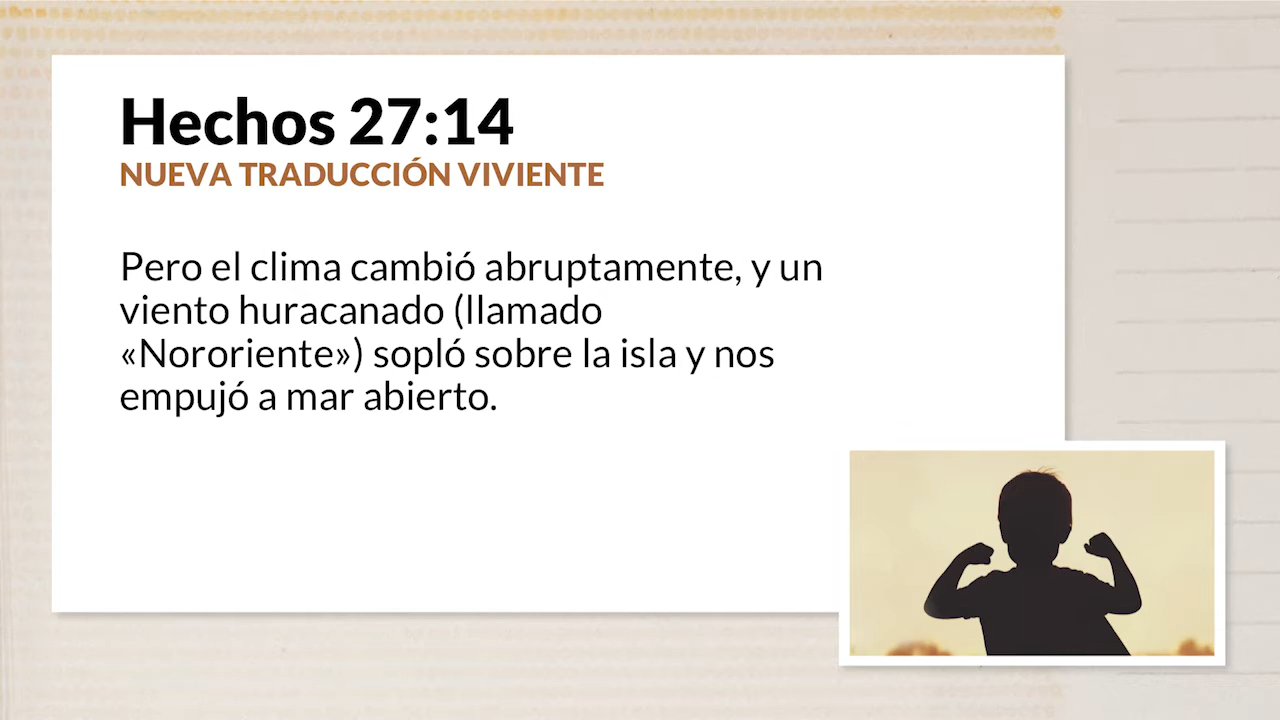 Hechos 27:14
NUEVA TRADUCCIÓN VIVIENTE
Pero el clima cambió abruptamente, y un
viento huracanado (llamado
«Nororiente») sopló sobre la isla y nos
empujó a mar abierto.